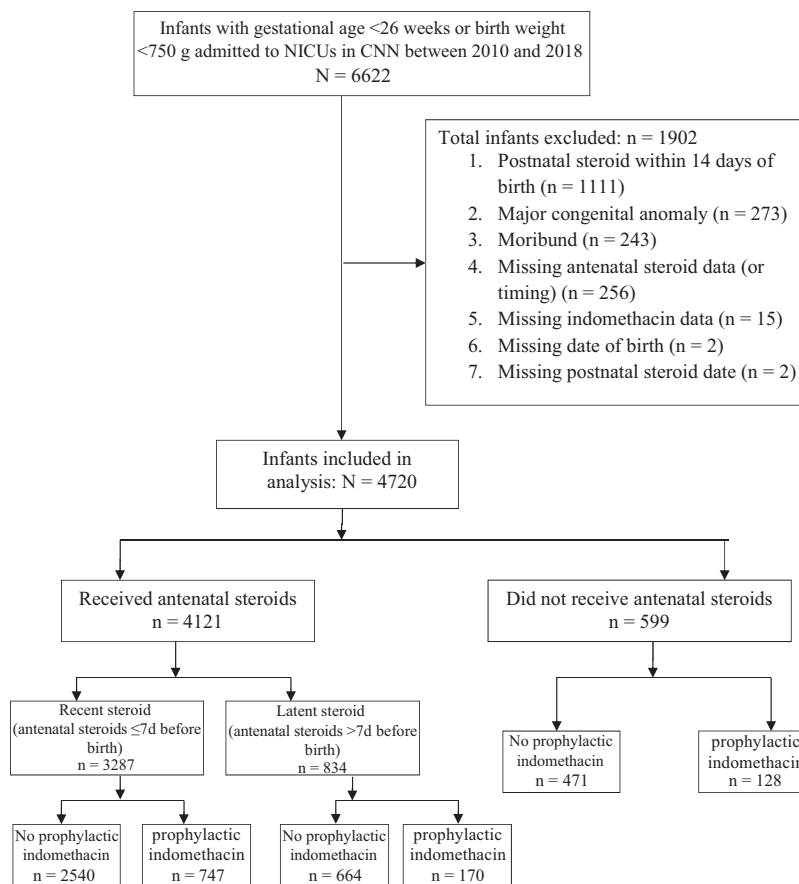 Infants with gestational age <26 weeks or birth weight
<750 g admitted to NICUs in CNN between 2010 and 2018
N = 6622
Total infants excluded: n = 1902
1. Postnatal steroid within 14 days of
birth (n = 1111)
2. Major congenital anomaly (n = 273)
3. Moribund (n = 243)
4. Missing antenatal steroid data (or
timing) (n = 256)
5. Missing indomethacin data (n = 15)
6. Missing date of birth (n = 2)
7. Missing postnatal steroid date (n = 2)
Infants included in
analysis: N = 4720
Received antenatal steroids
n = 4121
Did not receive antenatal steroids
n = 599
Recent steroid
(antenatal steroids ≤7d before
birth)
n = 3287
Latent steroid
(antenatal steroids >7d before
birth)
n = 834
No prophylactic
indomethacin
n = 471
prophylactic
indomethacin
n = 128
No prophylactic
indomethacin
n = 2540
prophylactic
indomethacin
n = 747
No prophylactic
indomethacin
n = 664
prophylactic
indomethacin
n = 170